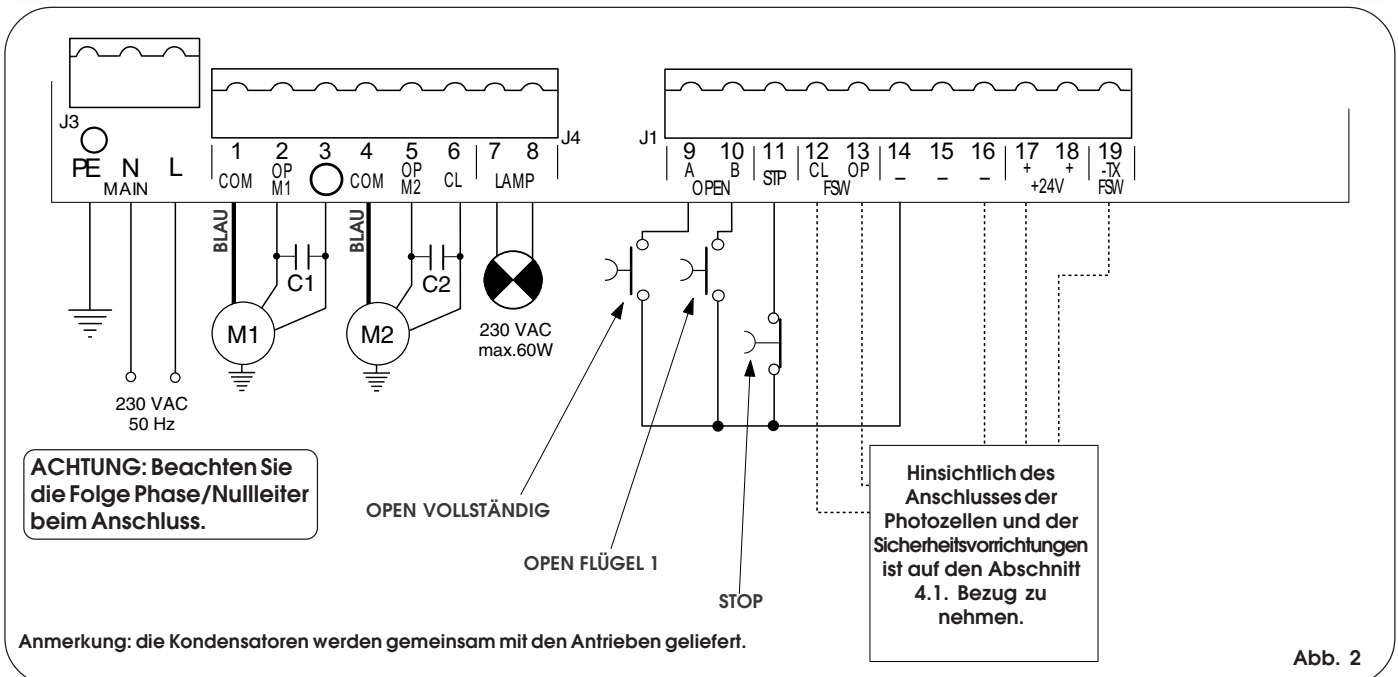 J3
PE N L
MAIN
1 2 3 4 5 6 7 8
J4
COM OP M1 COM OP M2 CL LAMP
J1
9 10 11 12 13 14 15 16 17 18 19
A B STP CL OP – – – + + -TX
OPEN FSW +24V FSW
BLAU
BLAU
C1
C2
M1
M2
230 VAC
max.60W
230 VAC
50 Hz
ACHTUNG: Beachten Sie
die Folge Phase/Nullleiter
beim Anschluss.
OPEN VOLLSTÄNDIG
OPEN FLÜGEL 1
STOP
Hinsichtlich des
Anschlusses der
Photozellen und der
Sicherheitsvorrichtungen
ist auf den Abschnitt
4.1. Bezug zu
nehmen.
Anmerkung: die Kondensatoren werden gemeinsam mit den Antrieben geliefert.
Abb. 2